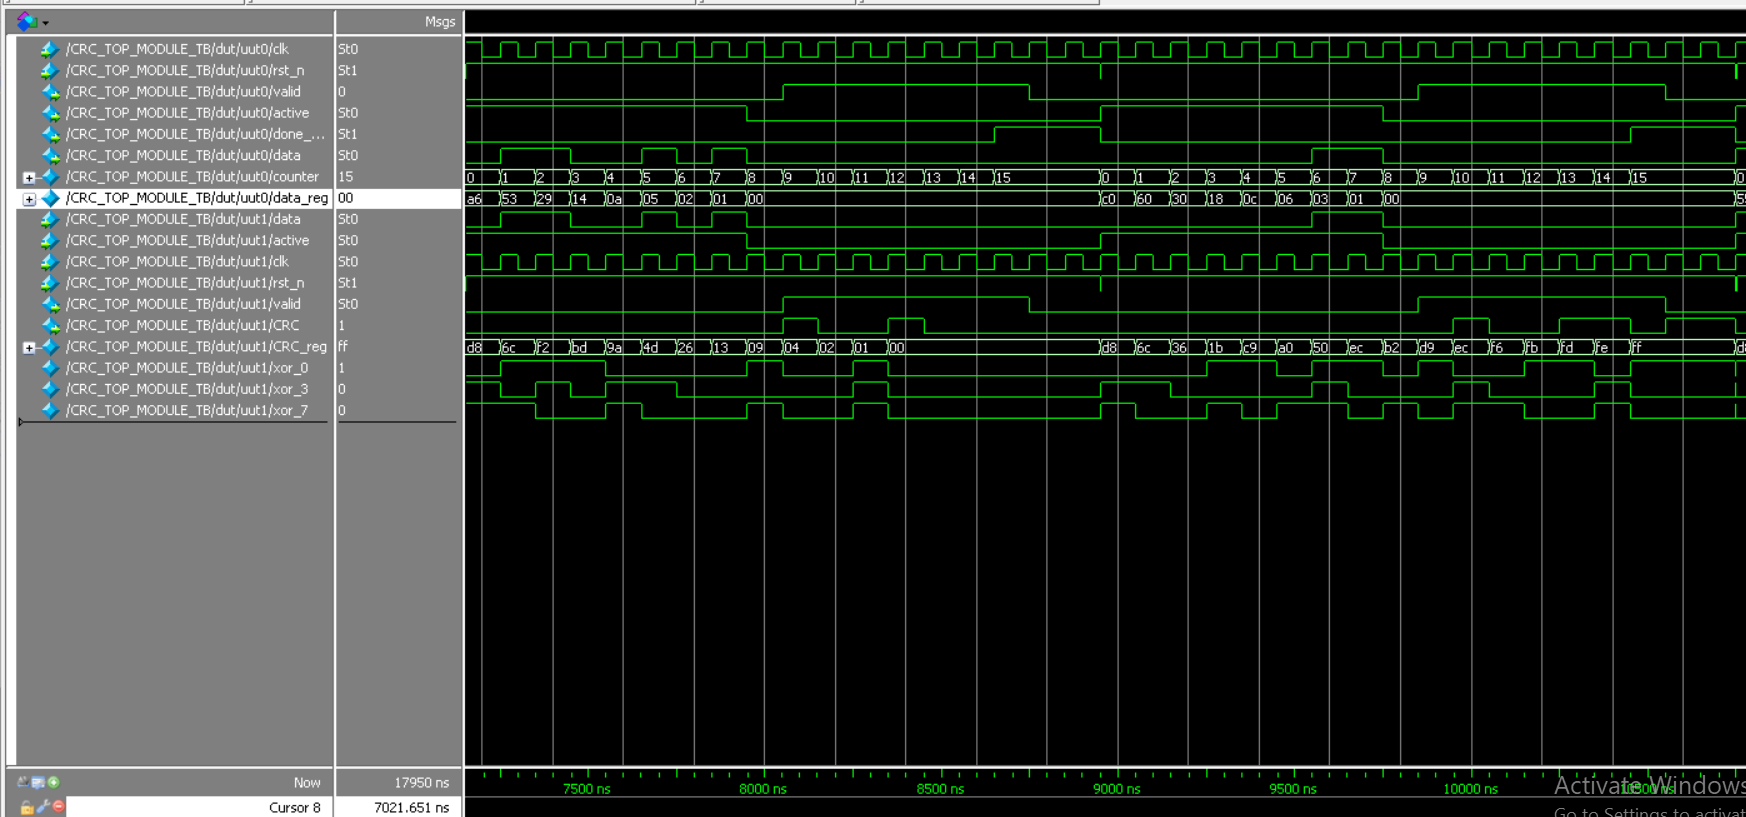 Msgs
/CRC_TOP_MODULE_TB/dut/uut0/clk St0
/CRC_TOP_MODULE_TB/dut/uut0/rst_n St1
/CRC_TOP_MODULE_TB/dut/uut0/valid 0
/CRC_TOP_MODULE_TB/dut/uut0/active St0
/CRC_TOP_MODULE_TB/dut/uut0/done_... St1
/CRC_TOP_MODULE_TB/dut/uut0/data St0
/CRC_TOP_MODULE_TB/dut/uut0/counter 15 0 1 2 3 4 5 6 7 8 9 10 11 12 13 14 15 0 1 2 3 4 5 6 7 8 9 10 11 12 13 14 15 0
/CRC_TOP_MODULE_TB/dut/uut0/data_reg 00 a6 53 29 14 0a 05 02 01 00 c0 60 30 18 0c 06 03 01 00
/CRC_TOP_MODULE_TB/dut/uut1/data St0
/CRC_TOP_MODULE_TB/dut/uut1/active St0
/CRC_TOP_MODULE_TB/dut/uut1/clk St0
/CRC_TOP_MODULE_TB/dut/uut1/rst_n St1
/CRC_TOP_MODULE_TB/dut/uut1/valid St0
/CRC_TOP_MODULE_TB/dut/uut1/CRC 1
/CRC_TOP_MODULE_TB/dut/uut1/CRC_reg ff d8 6c f2 bd 9a 4d 26 13 09 04 02 01 00 d8 6c 36 1b c9 a0 50 ec b2 d9 ec f6 fb fd fe ff
/CRC_TOP_MODULE_TB/dut/uut1/xor_0 1
/CRC_TOP_MODULE_TB/dut/uut1/xor_3 0
/CRC_TOP_MODULE_TB/dut/uut1/xor_7 0
Now 17950 ns
7500 ns 8000 ns 8500 ns 9000 ns 9500 ns 10000 ns
Activate Windows
Cursor 8 7021.651 ns
Go to Settings to activat